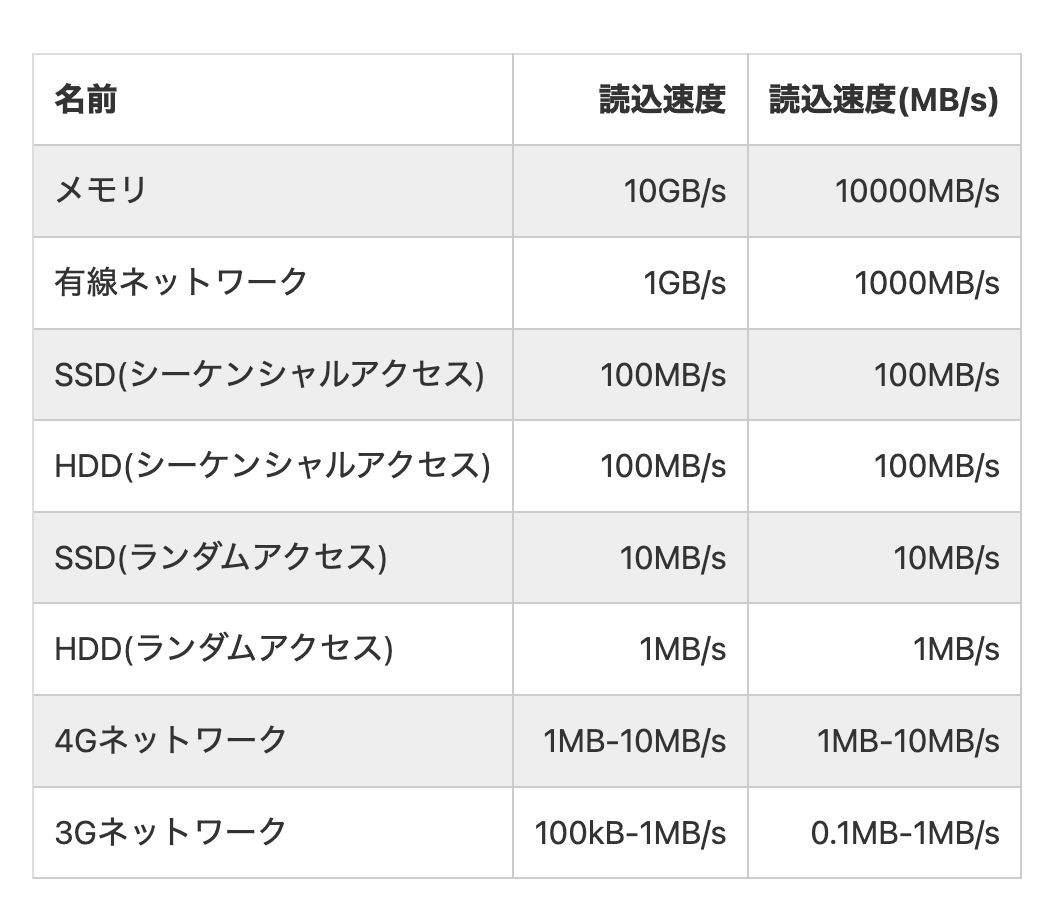 名前 読込速度 読込速度(MB/s)
メモリ 10GB/s 10000MB/s
有線ネットワーク 1GB/s 1000MB/s
SSD(シーケンシャルアクセス) 100MB/s 100MB/s
HDD(シーケンシャルアクセス) 100MB/s 100MB/s
SSD(ランダムアクセス) 10MB/s 10MB/s
HDD(ランダムアクセス) 1MB/s 1MB/s
4Gネットワーク 1MB-10MB/s 1MB-10MB/s
3Gネットワーク 100kB-1MB/s 0.1MB-1MB/s